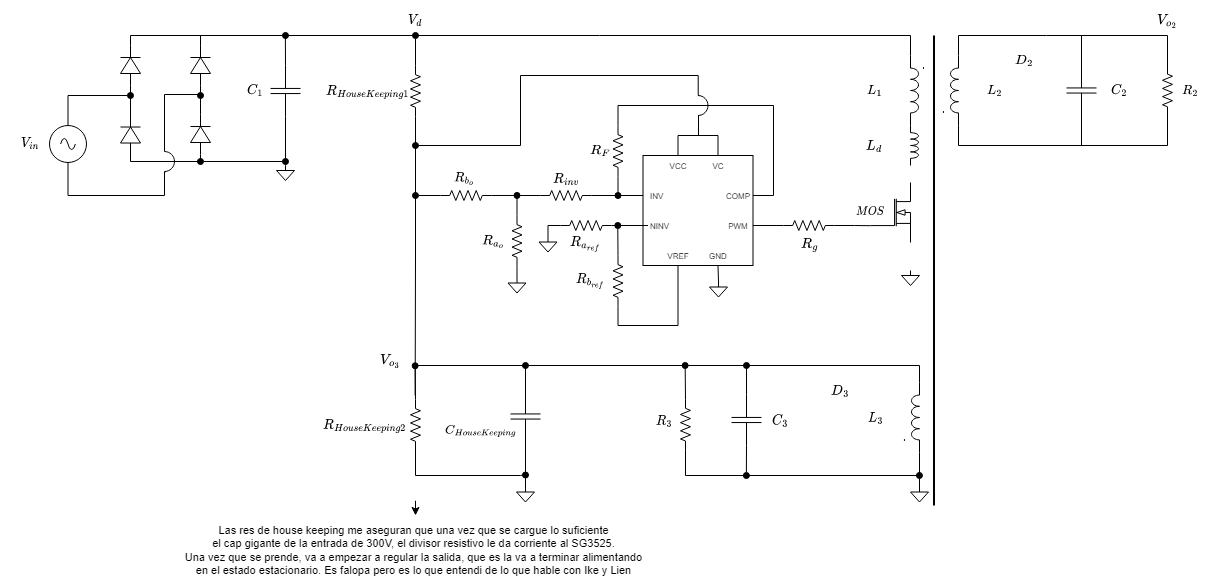 V_d
V_{o_2}
C_1
R_{HouseKeeping1}
L_1
D_2
L_2
C_2
R_2
V_{in}
R_F
L_d
VCC
VC
R_{b_o}
R_{inv}
INV
COMP
MOS
R_{a_o}
R_{a_{ref}}
NINV
PWM
R_g
VREF
GND
R_{b_{ref}}
V_{o_3}
D_3
R_{HouseKeeping2}
C_{HouseKeeping}
R_3
C_3
L_3
Las res de house keeping me aseguran que una vez que se cargue lo suficiente
el cap gigante de la entrada de 300V, el divisor resistivo le da corriente al SG3525.
Una vez que se prende, va a empezar a regular la salida, que es la va a terminar alimentando
en el estado estacionario. Es falopa pero es lo que entendi de lo que hable con Ike y Lien